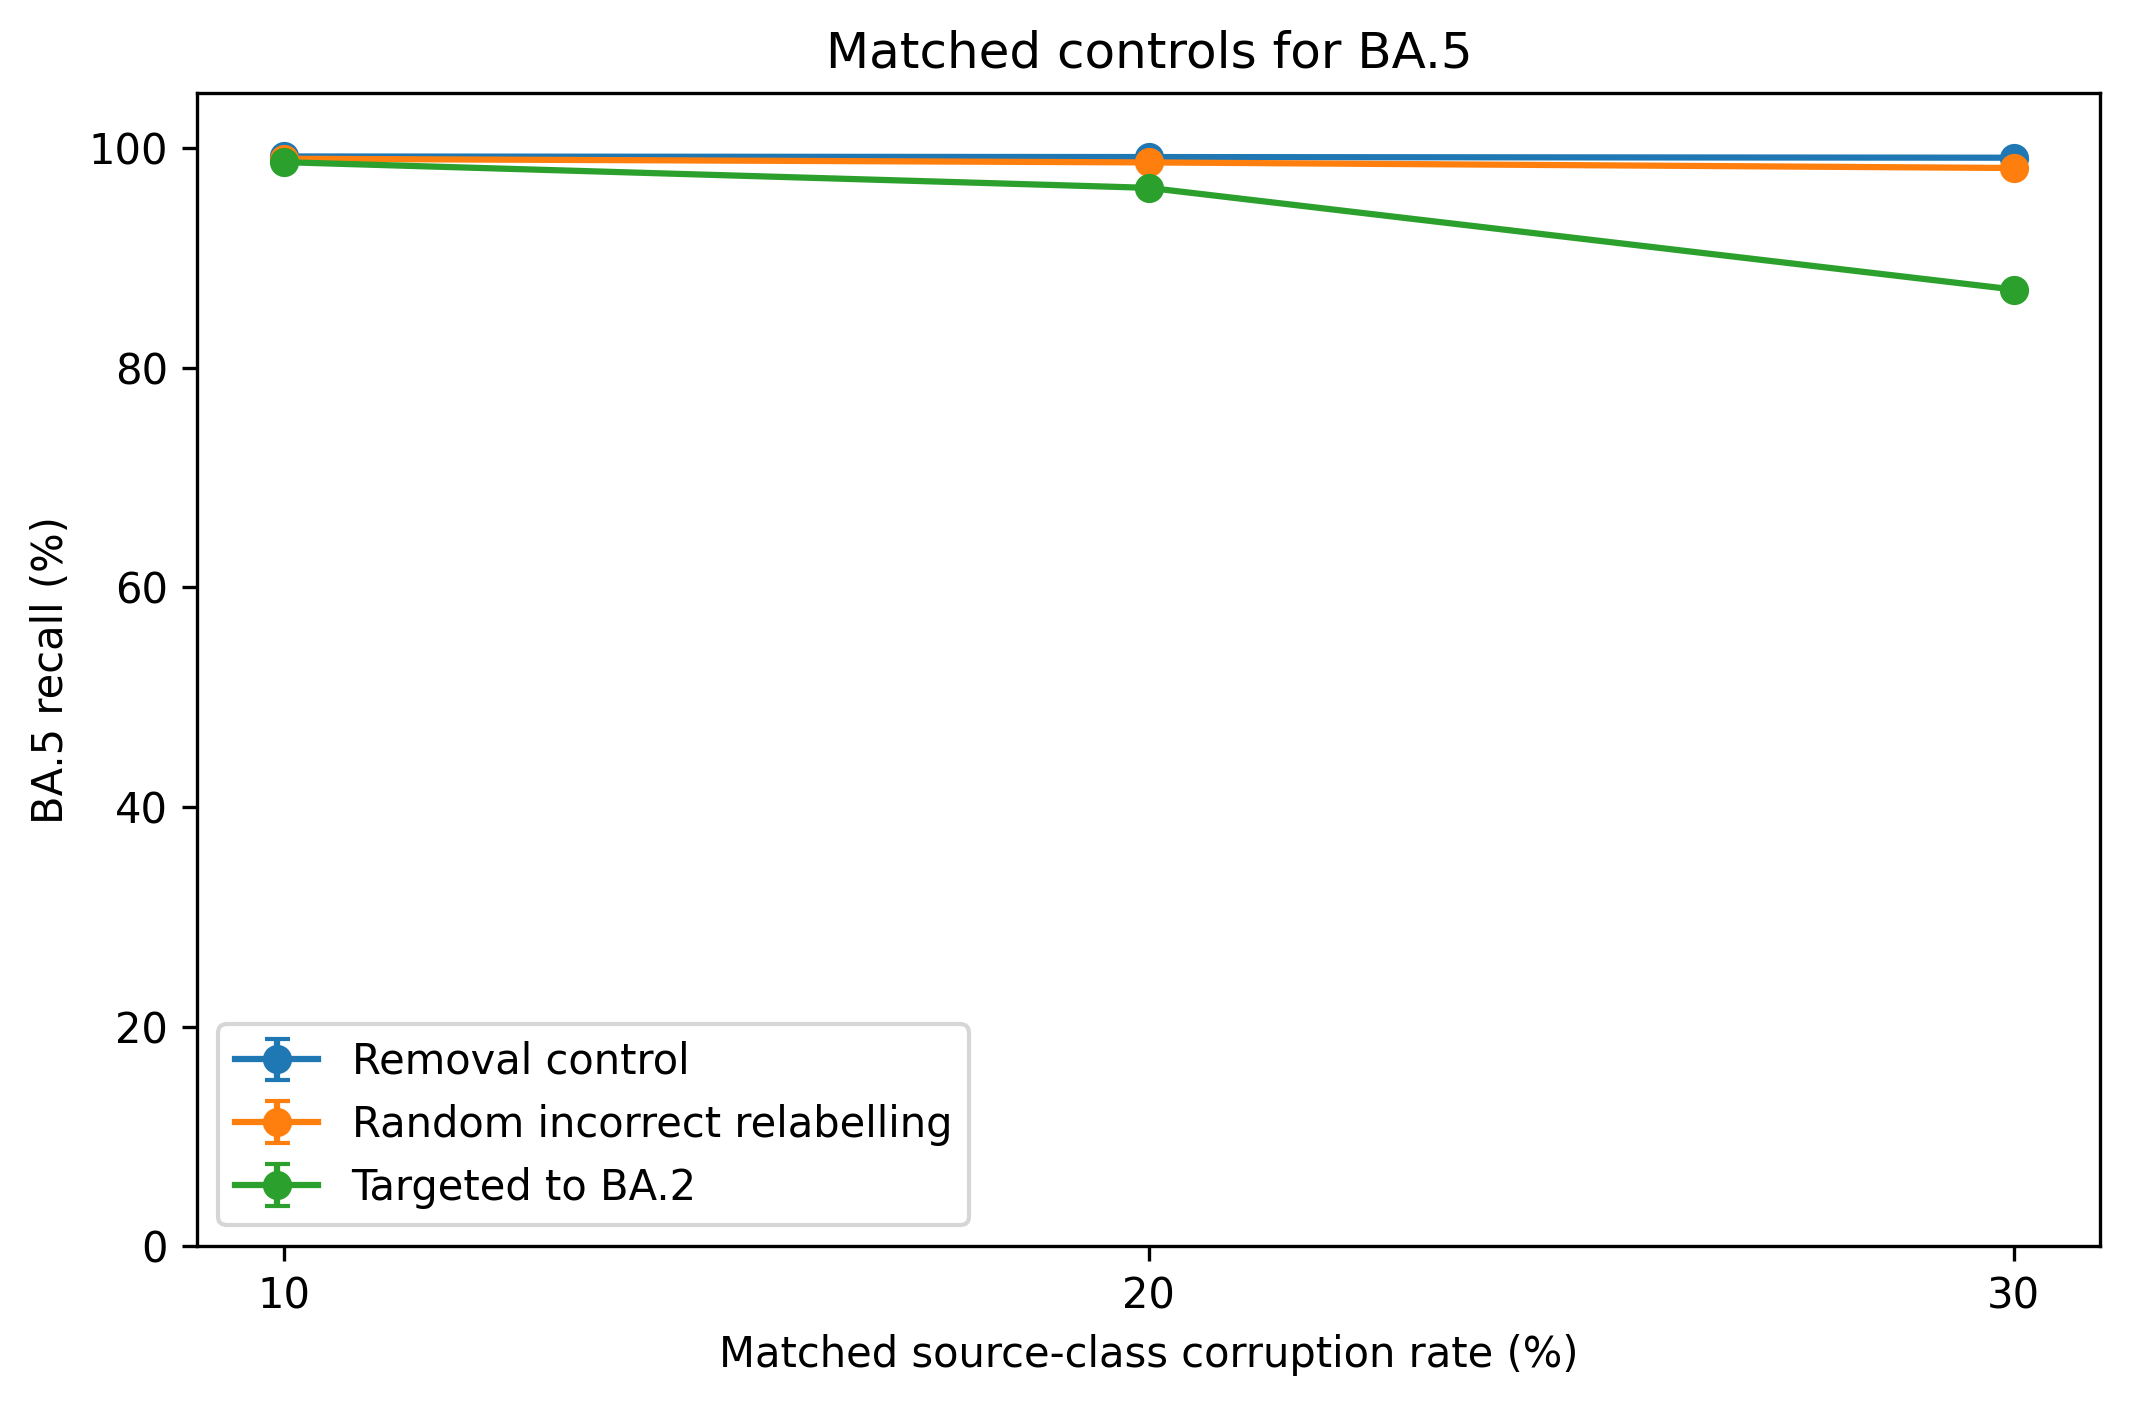 Matched controls for BA.5
BA.5 recall (%)
100
80
60
40
20
0
Removal control
Random incorrect relabelling
Targeted to BA.2
10 20 30
Matched source-class corruption rate (%)